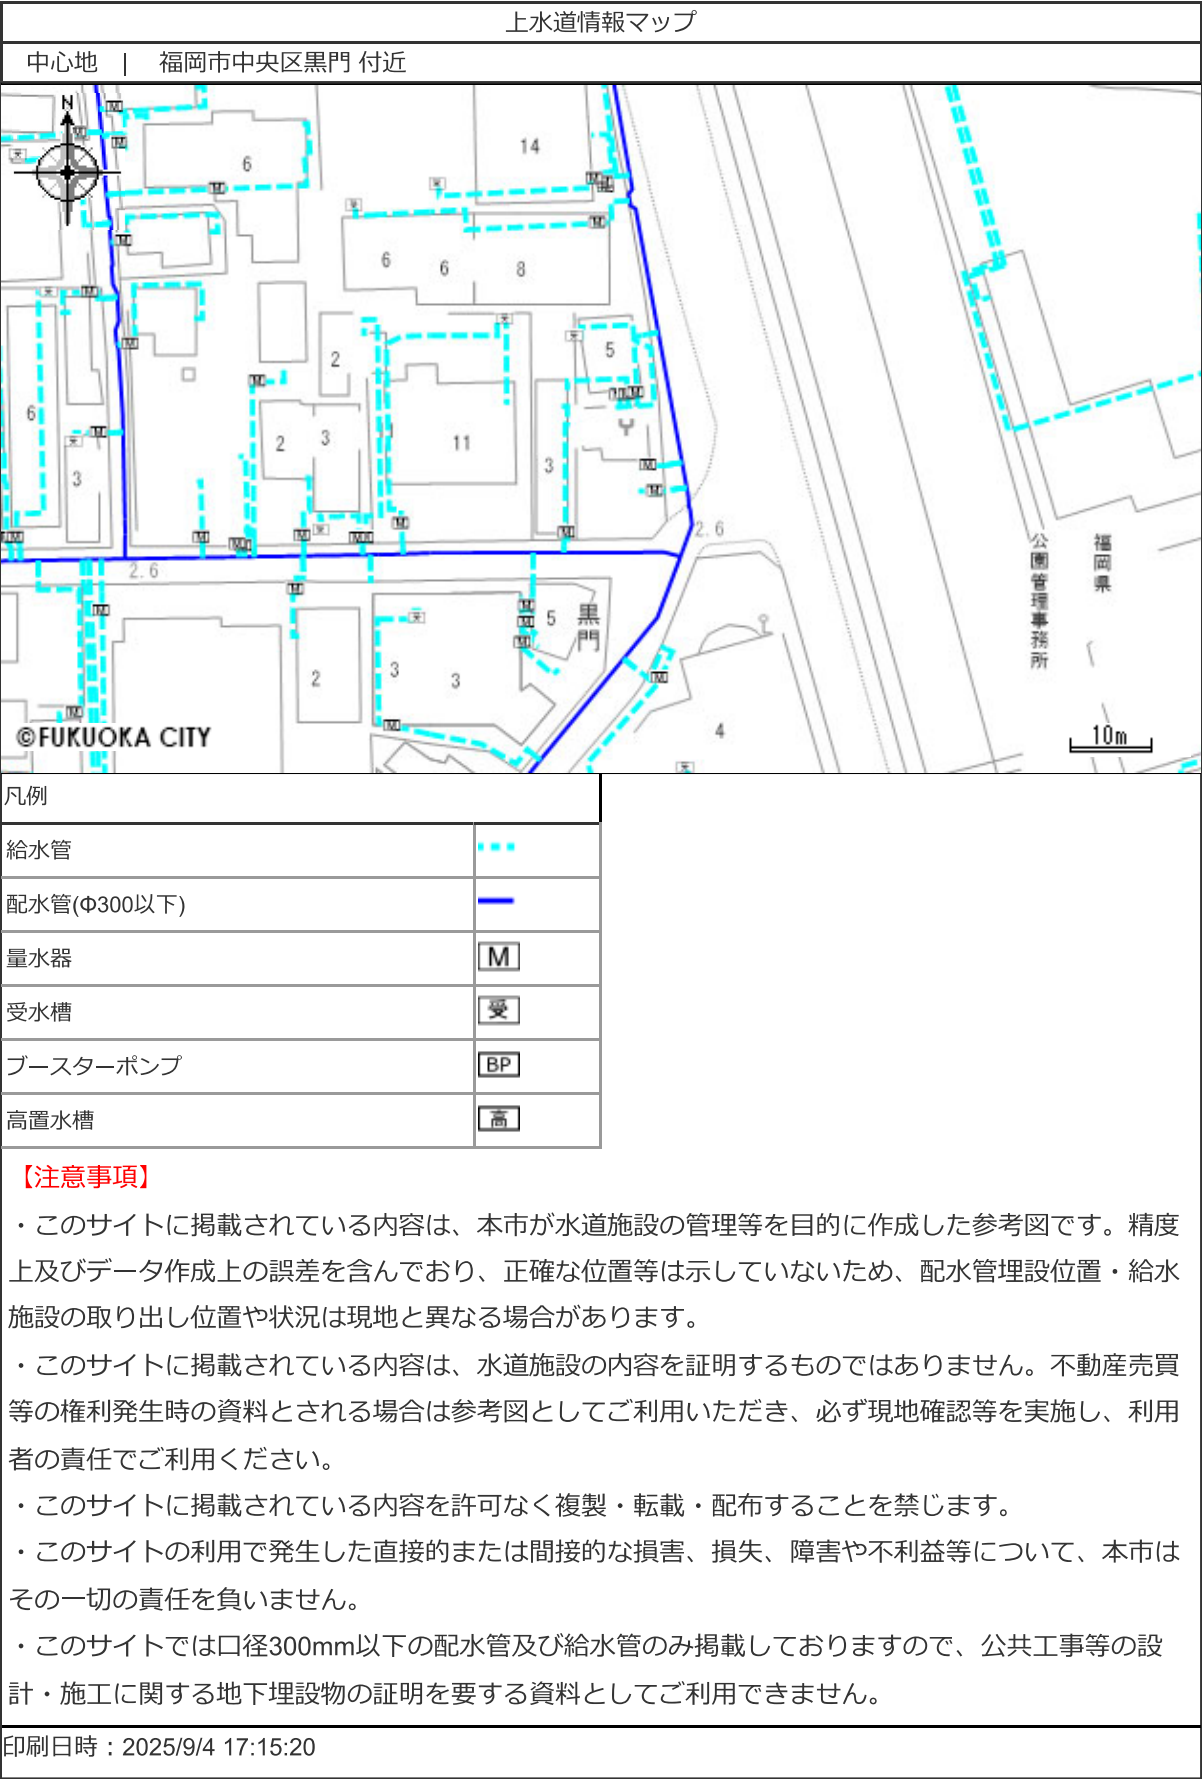 上水道情報マップ
中心地 | 福岡市中央区黒門 付近
N
6
14
6
6
8
2
5
6
2
3
11
3
3
2.6
2.6
公園管理事務所
福岡県
5
黒門
2
3
3
4
©FUKUOKA CITY
10m
凡例
給水管
配水管(Φ300以下)
量水器 M
受水槽 受
ブースターポンプ BP
高置水槽 高
【注意事項】
・このサイトに掲載されている内容は、本市が水道施設の管理等を目的に作成した参考図です。精度
上及びデータ作成上の誤差を含んでおり、正確な位置等は示していないため、配水管埋設位置・給水
施設の取り出し位置や状況は現地と異なる場合があります。
・このサイトに掲載されている内容は、水道施設の内容を証明するものではありません。不動産売買
等の権利発生時の資料とされる場合は参考図としてご利用いただき、必ず現地確認等を実施し、利用
者の責任でご利用ください。
・このサイトに掲載されている内容を許可なく複製・転載・配布することを禁じます。
・このサイトの利用で発生した直接的または間接的な損害、損失、障害や不利益等について、本市は
その一切の責任を負いません。
・このサイトでは口径300mm以下の配水管及び給水管のみ掲載しておりますので、公共工事等の設
計・施工に関する地下埋設物の証明を要する資料としてご利用できません。
印刷日時：2025/9/4 17:15:20